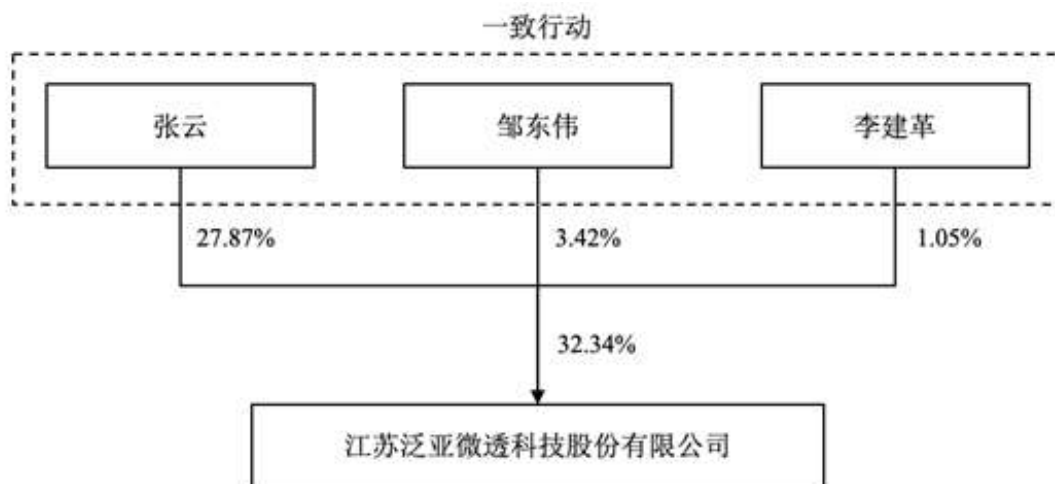 一致行动
张云
邹东伟
李建革
27.87%
3.42%
1.05%
32.34%
江苏泛亚微透科技股份有限公司